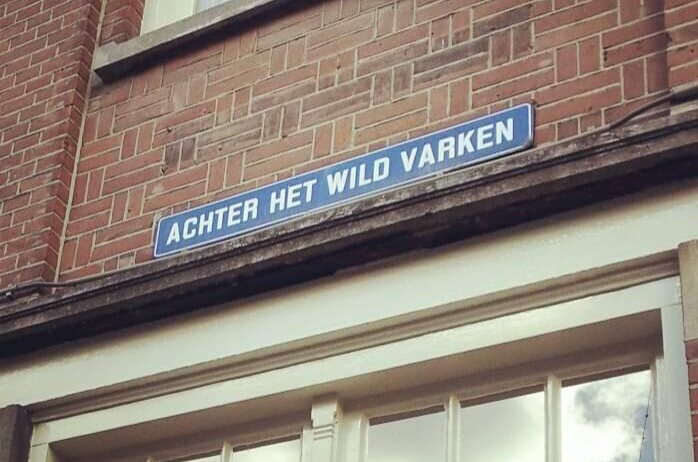 ACHTER HET WILD VARKEN